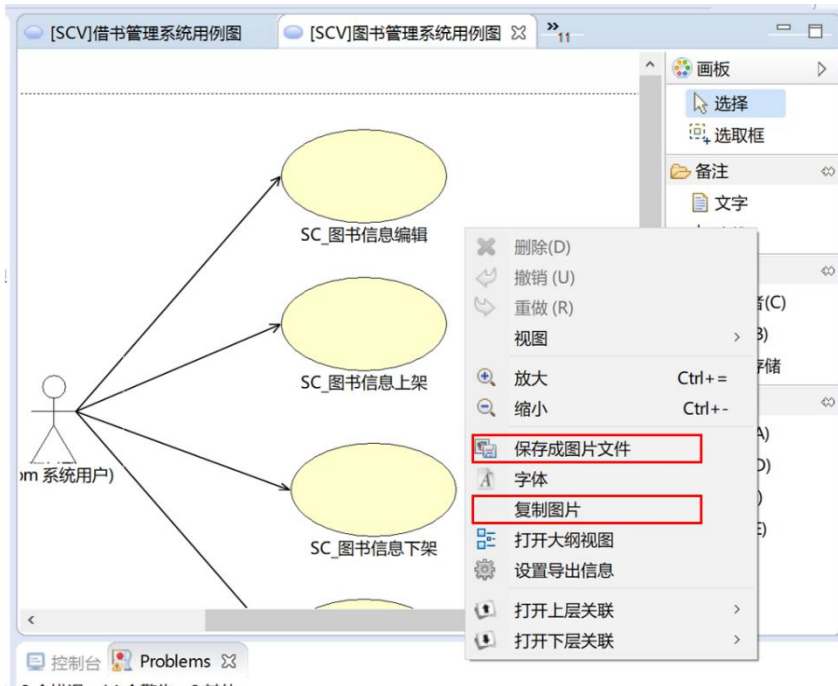 [SCV]借书管理系统用例图
[SCV]图书管理系统用例图
»11
画板
选择
选取框
备注
文字
SC_图书信息编辑
SC_图书信息上架
SC_图书信息下架
系统用户)
删除(D)
撤销 (U)
重做 (R)
视图
放大 Ctrl+=
缩小 Ctrl+-
保存成图片文件
字体
复制图片
打开大纲视图
设置导出信息
打开上层关联
打开下层关联
(C)
控制台
Problems